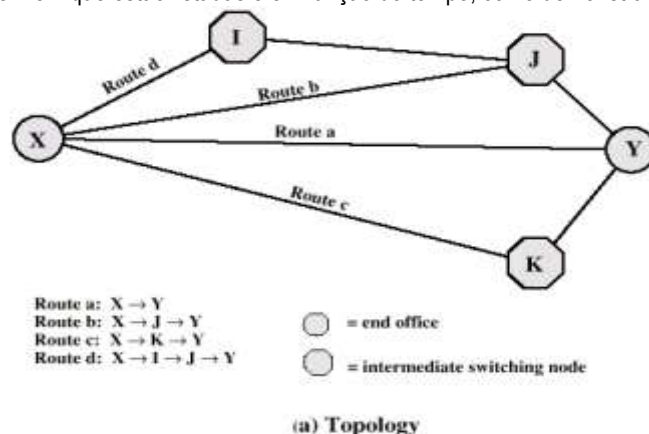 I
J
Route d
Route b
X
Route a
Y
Route c
K
Route a: X → Y
Route b: X → J → Y
Route c: X → K → Y
Route d: X → I → J → Y
= end office
= intermediate switching node
(a) Topology